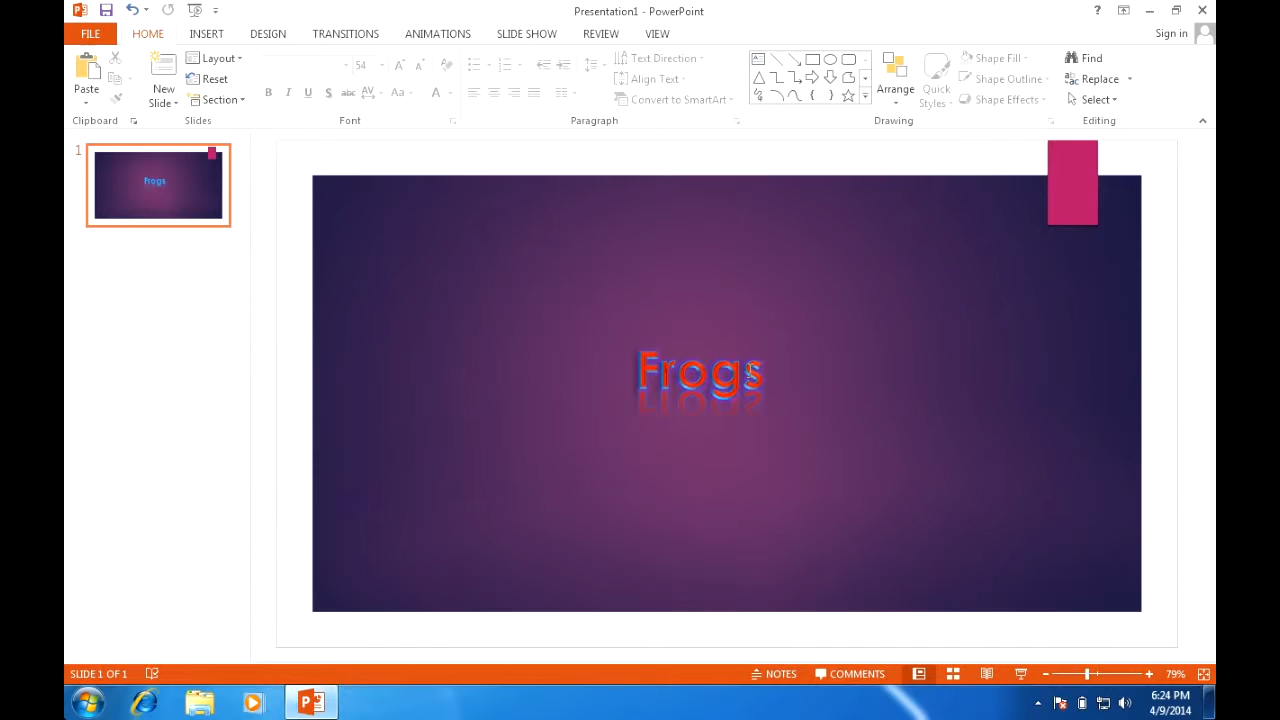 Presentation1 - PowerPoint
FILE HOME INSERT DESIGN TRANSITIONS ANIMATIONS SLIDE SHOW REVIEW VIEW Sign in
Paste
New Slide
Layout
Reset
Section
54
B I U S abc AV Aa A
Text Direction
Align Text
Convert to SmartArt
Arrange
Quick Styles
Shape Fill
Shape Outline
Shape Effects
Find
Replace
Select
Clipboard Slides Font Paragraph Drawing Editing
1
Frogs
Frogs
SLIDE 1 OF 1 NOTES COMMENTS 79%
6:24 PM
4/9/2014